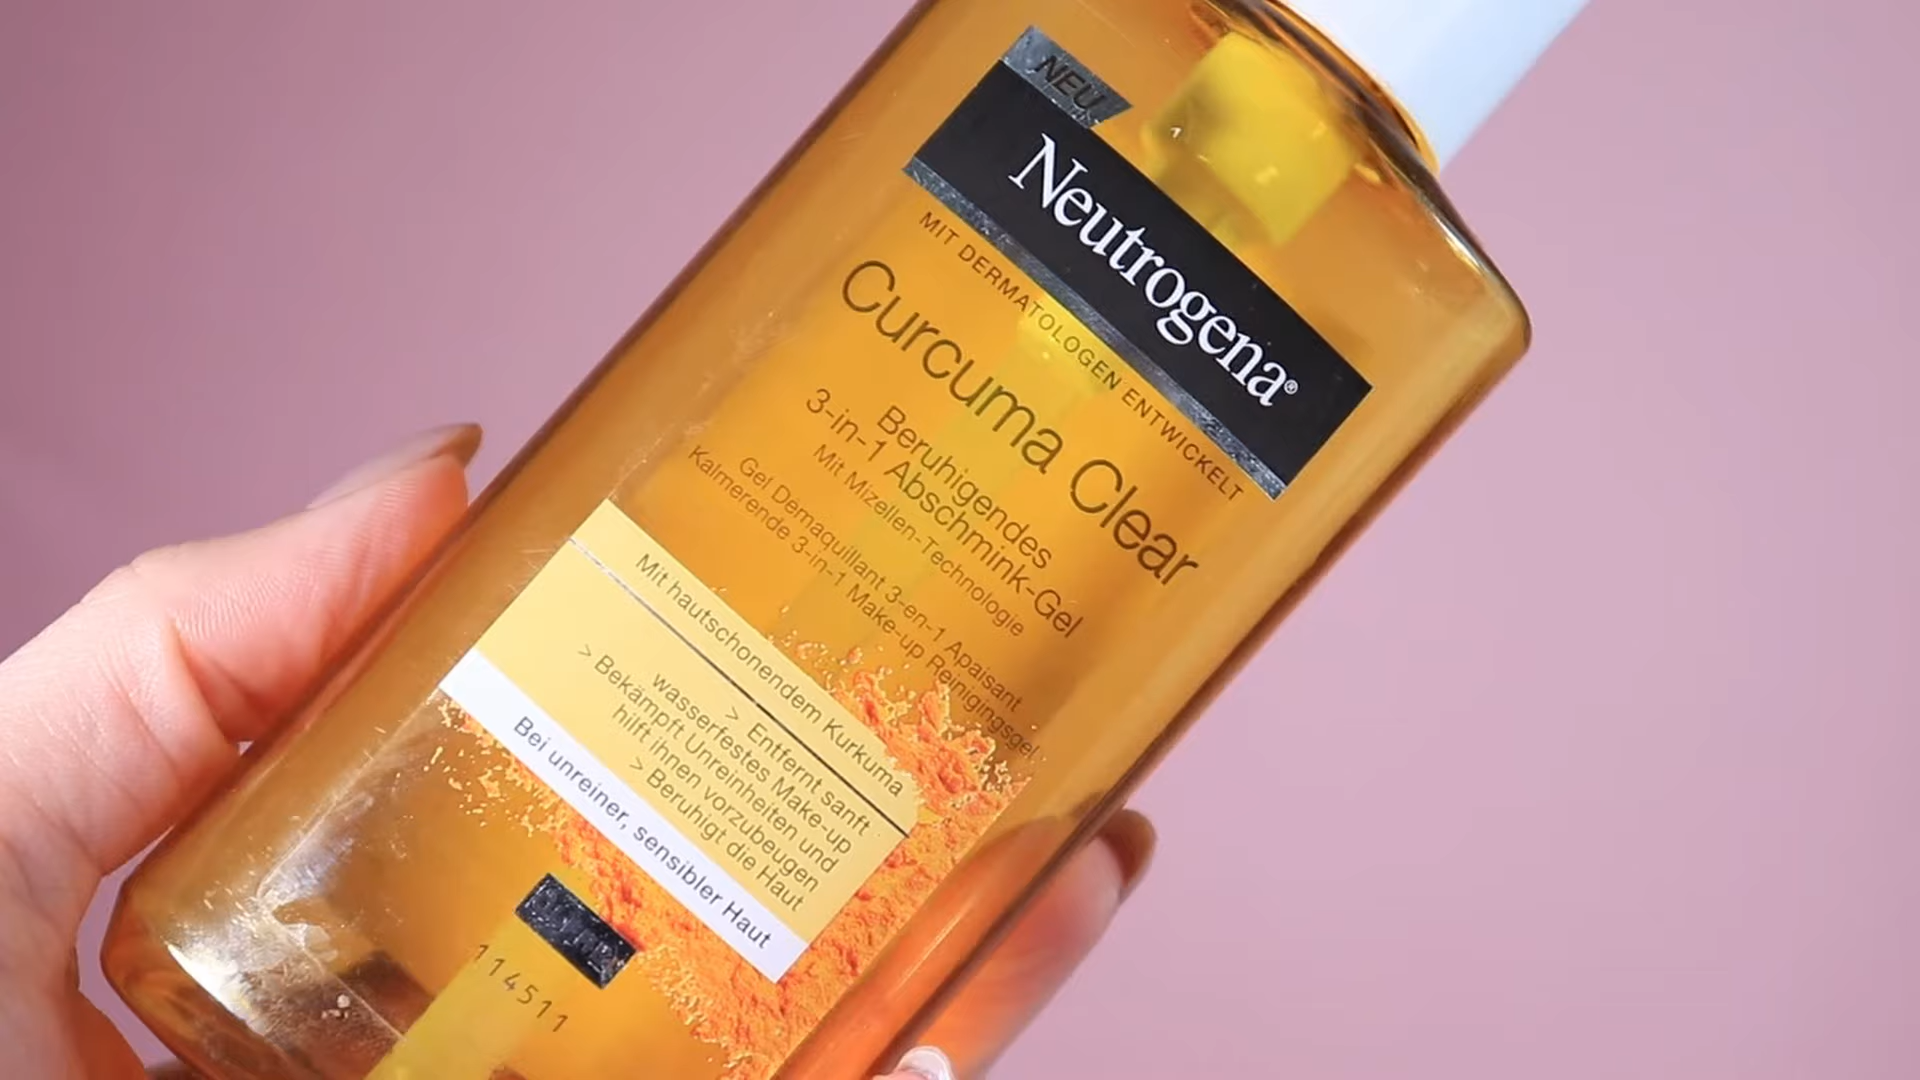 NEU
Neutrogena®
MIT DERMATOLOGEN ENTWICKELT
Curcuma Clear
Beruhigendes
3-in-1 Abschmink-Gel
Mit Mizellen-Technologie
Gel Démaquillant 3-en-1 Apaisant
Kalmerende 3-in-1 Make-up Reinigingsgel
Mit hautschonendem Kurkuma
> Entfernt sanft
wasserfestes Make-up
> Bekämpft Unreinheiten und
hilft ihnen vorzubeugen
> Beruhigt die Haut
Bei unreiner, sensibler Haut
114511